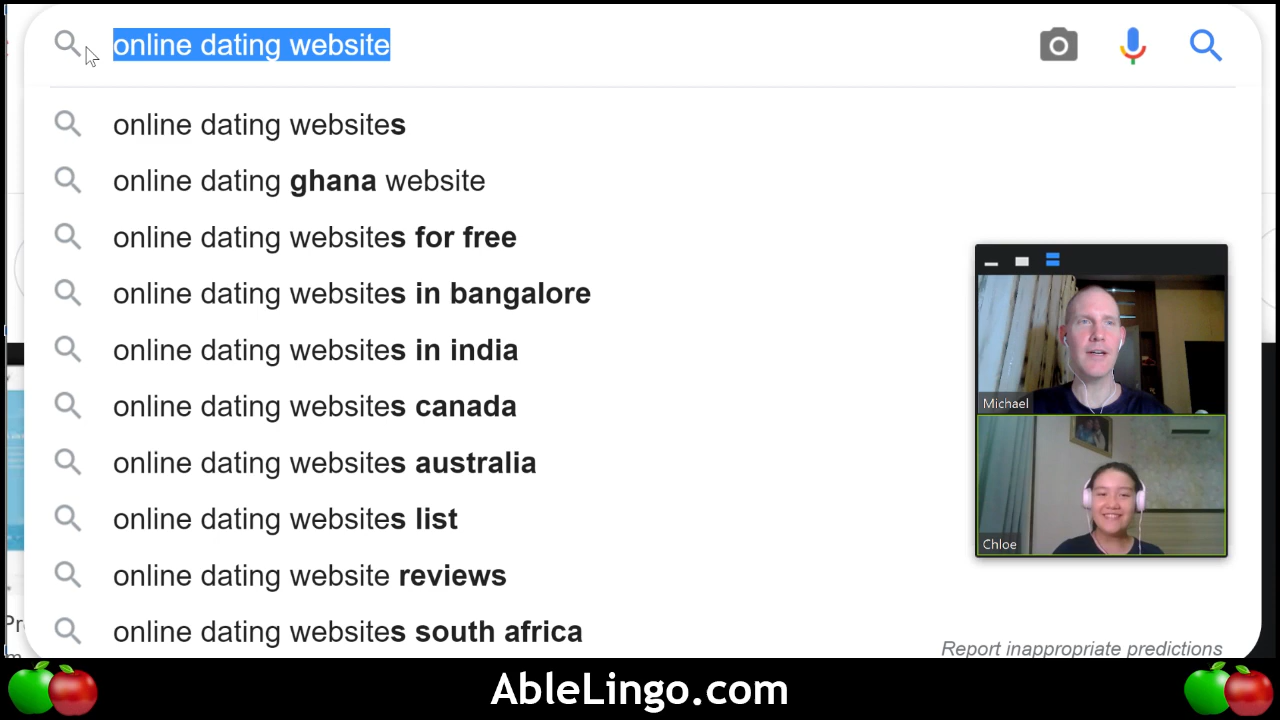 online dating website
online dating websites
online dating ghana website
online dating websites for free
online dating websites in bangalore
online dating websites in india
online dating websites canada
online dating websites australia
online dating websites list
online dating website reviews
online dating websites south africa
Michael
Chloe
Report inappropriate predictions
AbleLingo.com